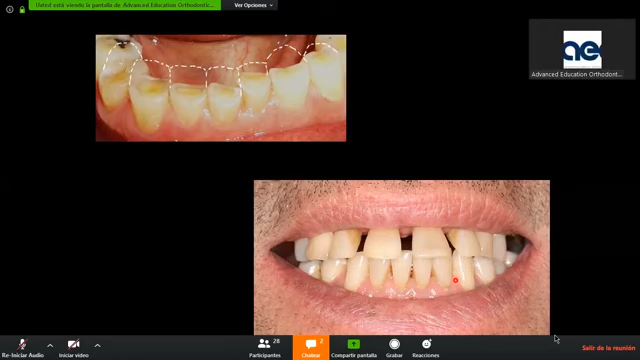 Usted está viendo la pantalla de Advanced Education Orthodontic...
Ver Opciones
ae
Advanced Education Orthodont...
28
2
Re-Iniciar Audio
Iniciar video
Participantes
Chatear
Compartir pantalla
Grabar
Reacciones
Salir de la reunión